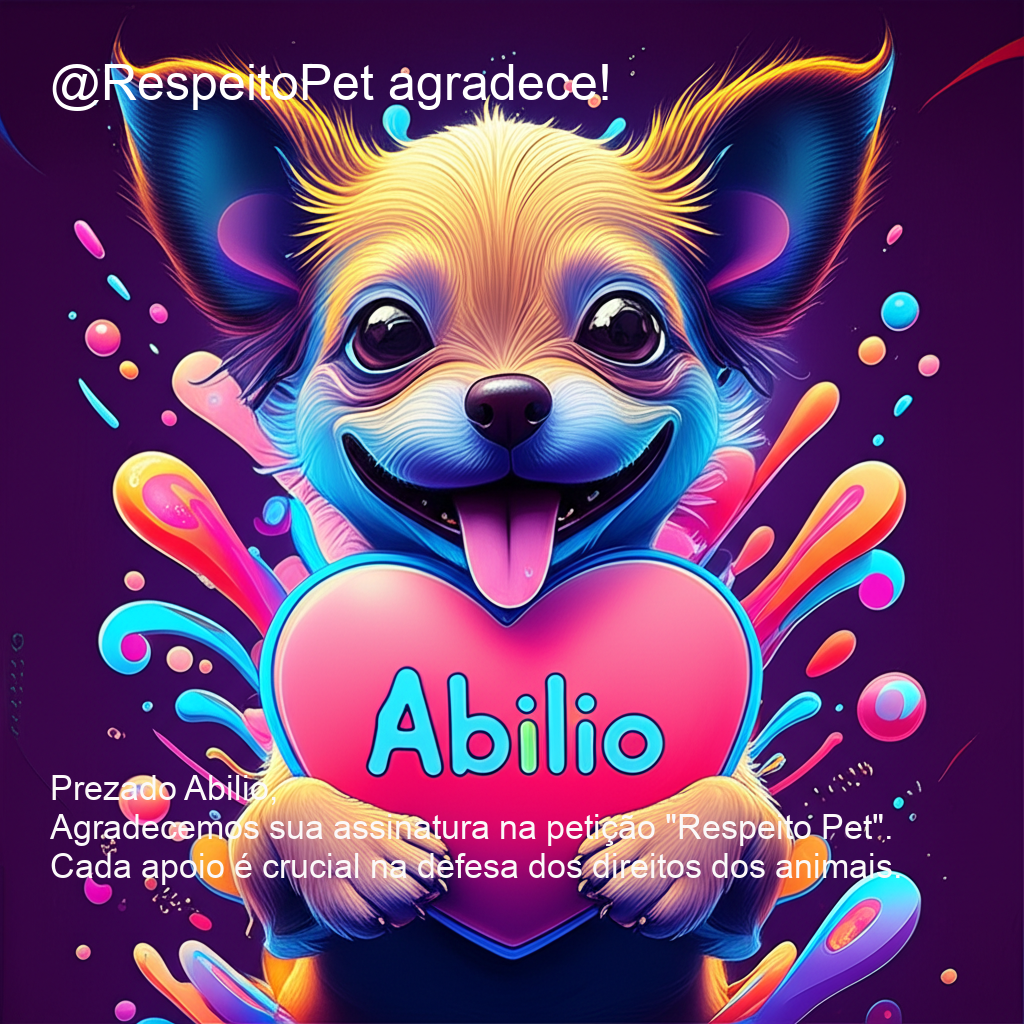 @RespeitoPet agradece!
Abilio
Prezado Abilio,
Agradecemos sua assinatura na petição "Respeito Pet".
Cada apoio é crucial na defesa dos direitos dos animais.